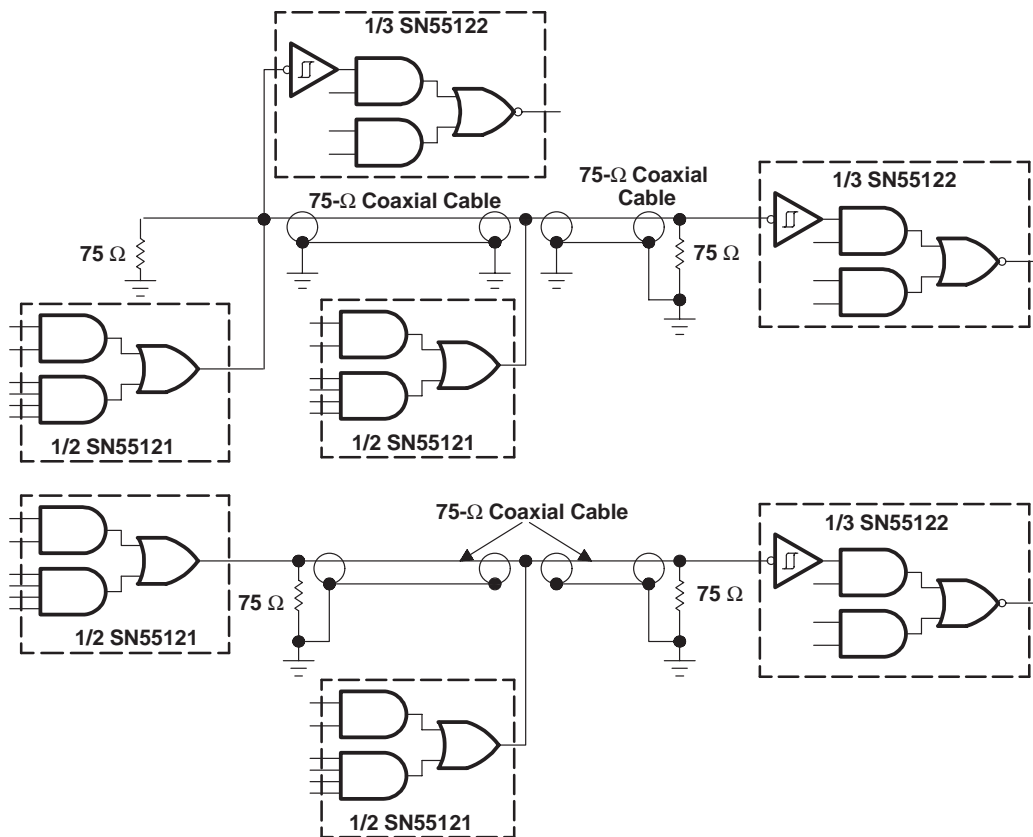 1/3 SN55122
75-Ω Coaxial Cable
75-Ω Coaxial
Cable
1/3 SN55122
75 Ω
75 Ω
1/2 SN55121
1/2 SN55121
75-Ω Coaxial Cable
1/3 SN55122
75 Ω
75 Ω
1/2 SN55121
1/2 SN55121